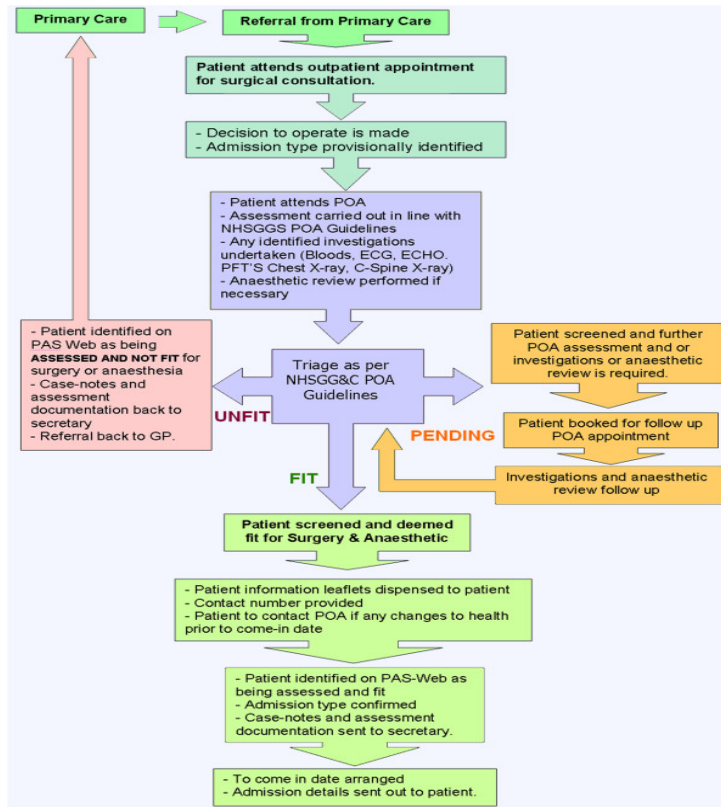 Primary Care
Referral from Primary Care
Patient attends outpatient appointment
for surgical consultation.
- Decision to operate is made
- Admission type provisionally identified
- Patient attends POA
- Assessment carried out in line with
NHSGGS POA Guidelines
- Any identified investigations
undertaken (Bloods, ECG, ECHO.
PFT'S Chest X-ray, C-Spine X-ray)
- Anaesthetic review performed if
necessary
- Patient identified on
PAS Web as being
ASSESSED AND NOT FIT for
surgery or anaesthesia
- Case-notes and
assessment
documentation back to
secretary
- Referral back to GP.
UNFIT
Triage as per
NHSGG&C POA
Guidelines
Patient screened and further
POA assessment and or
investigations or anaesthetic
review is required.
PENDING
Patient booked for follow up
POA appointment
Investigations and anaesthetic
review follow up
FIT
Patient screened and deemed
fit for Surgery & Anaesthetic
- Patient information leaflets dispensed to patient
- Contact number provided
- Patient to contact POA if any changes to health
prior to come-in date
- Patient identified on PAS-Web as
being assessed and fit
- Admission type confirmed
- Case-notes and assessment
documentation sent to secretary.
- To come in date arranged
- Admission details sent out to patient.